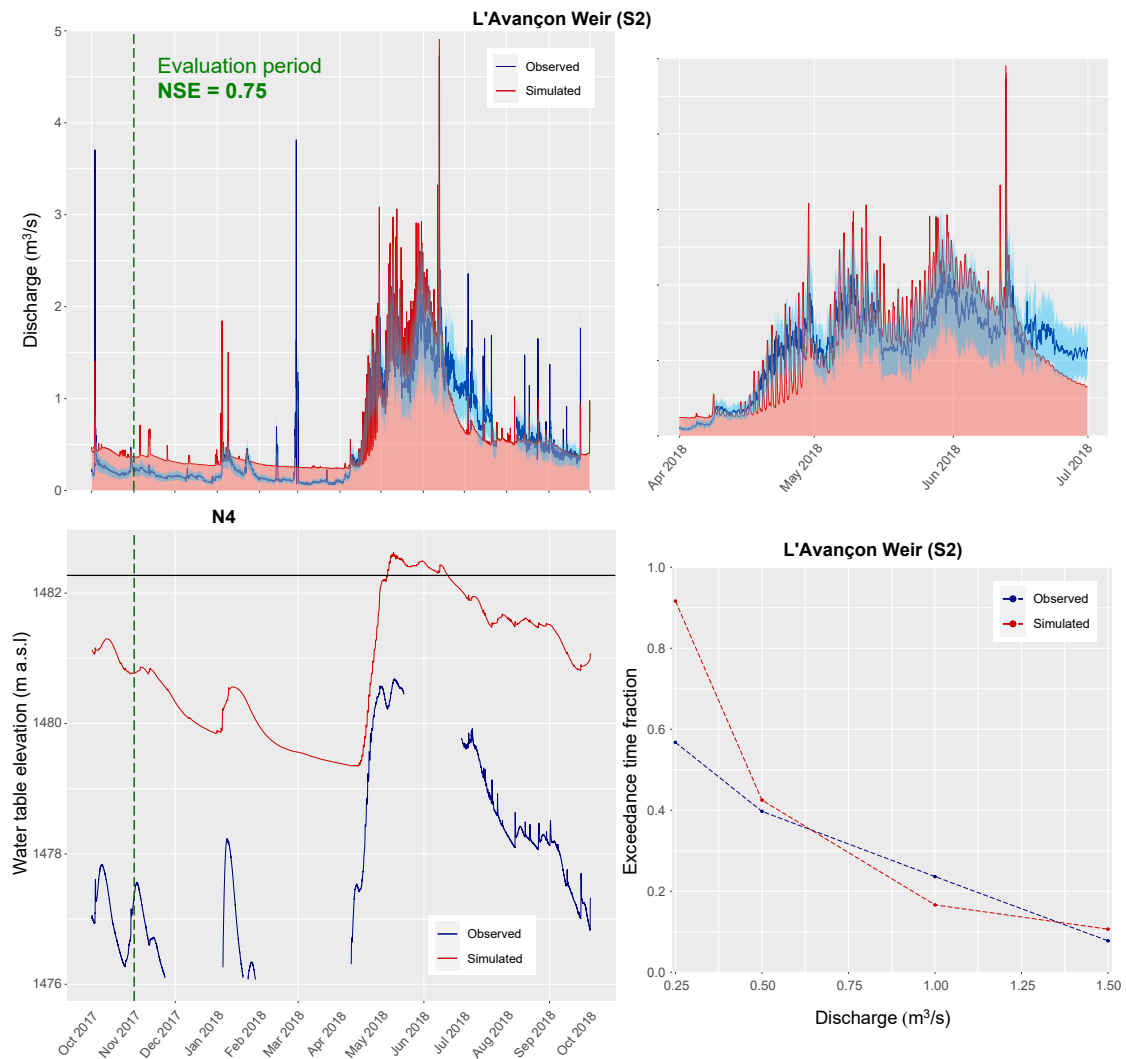 L'Avançon Weir (S2)
Discharge (m³/s)
5
4
3
2
1
0
Evaluation period
NSE = 0.75
Observed
Simulated
Apr 2018
May 2018
Jun 2018
Jul 2018
N4
Water table elevation (m a.s.l)
1482
1480
1478
1476
Observed
Simulated
Oct 2017
Nov 2017
Dec 2017
Jan 2018
Feb 2018
Mar 2018
Apr 2018
May 2018
Jun 2018
Jul 2018
Aug 2018
Sep 2018
Oct 2018
L'Avançon Weir (S2)
Exceedance time fraction
1.0
0.8
0.6
0.4
0.2
0.0
Observed
Simulated
0.25
0.50
0.75
1.00
1.25
1.50
Discharge (m³/s)